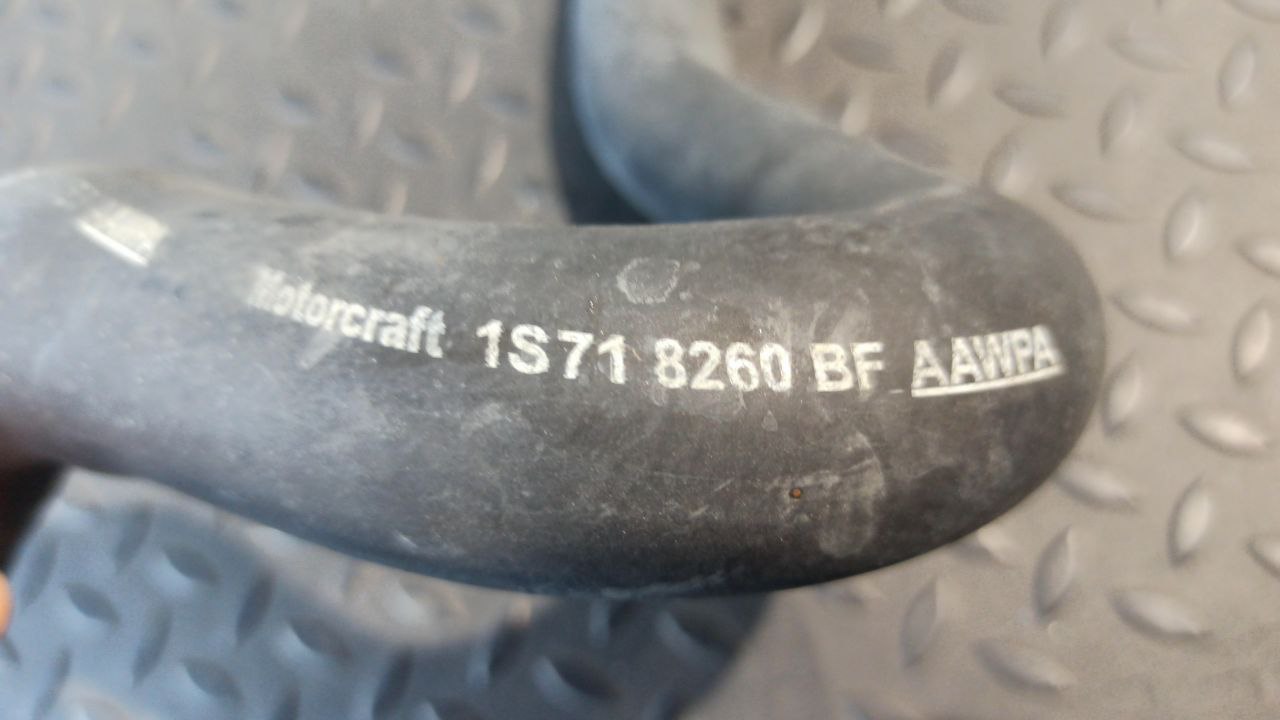 Motorcraft 1S71 8260 BF AAWPA